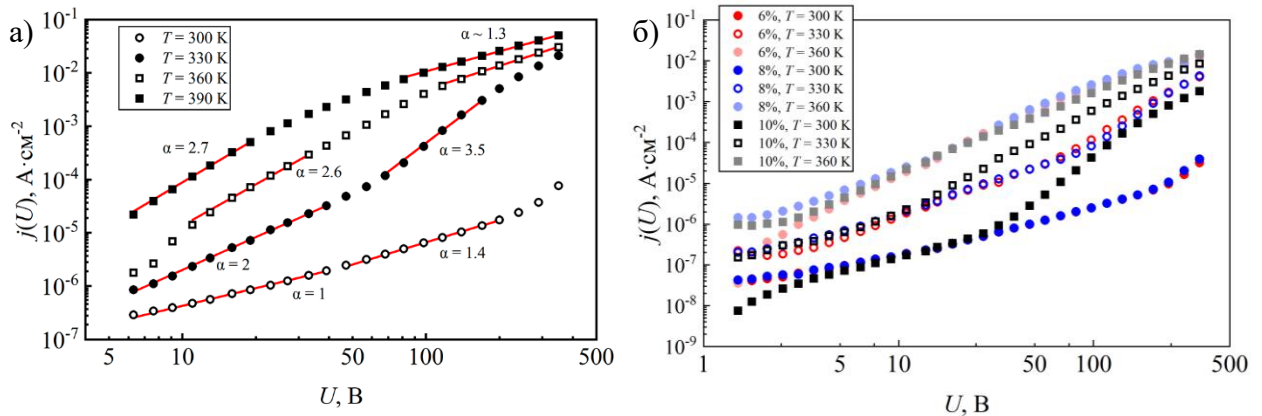 а)
T = 300 K
T = 330 K
T = 360 K
T = 390 K
α ~ 1.3
α = 2.7
α = 2.6
α = 3.5
α = 2
α = 1.4
α = 1
10⁻¹
10⁻²
10⁻³
10⁻⁴
10⁻⁵
10⁻⁶
10⁻⁷
j(U), А·см⁻²
5 10 50 100 500
U, В
б)
6%, T = 300 K
6%, T = 330 K
6%, T = 360 K
8%, T = 300 K
8%, T = 330 K
8%, T = 360 K
10%, T = 300 K
10%, T = 330 K
10%, T = 360 K
10⁻¹
10⁻²
10⁻³
10⁻⁴
10⁻⁵
10⁻⁶
10⁻⁷
10⁻⁸
10⁻⁹
j(U), А·см⁻²
1 5 10 50 100 500
U, В